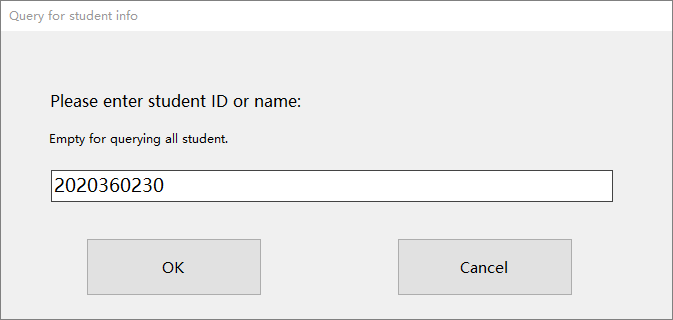 Query for student info
Please enter student ID or name:
Empty for querying all student.
2020360230
OK
Cancel